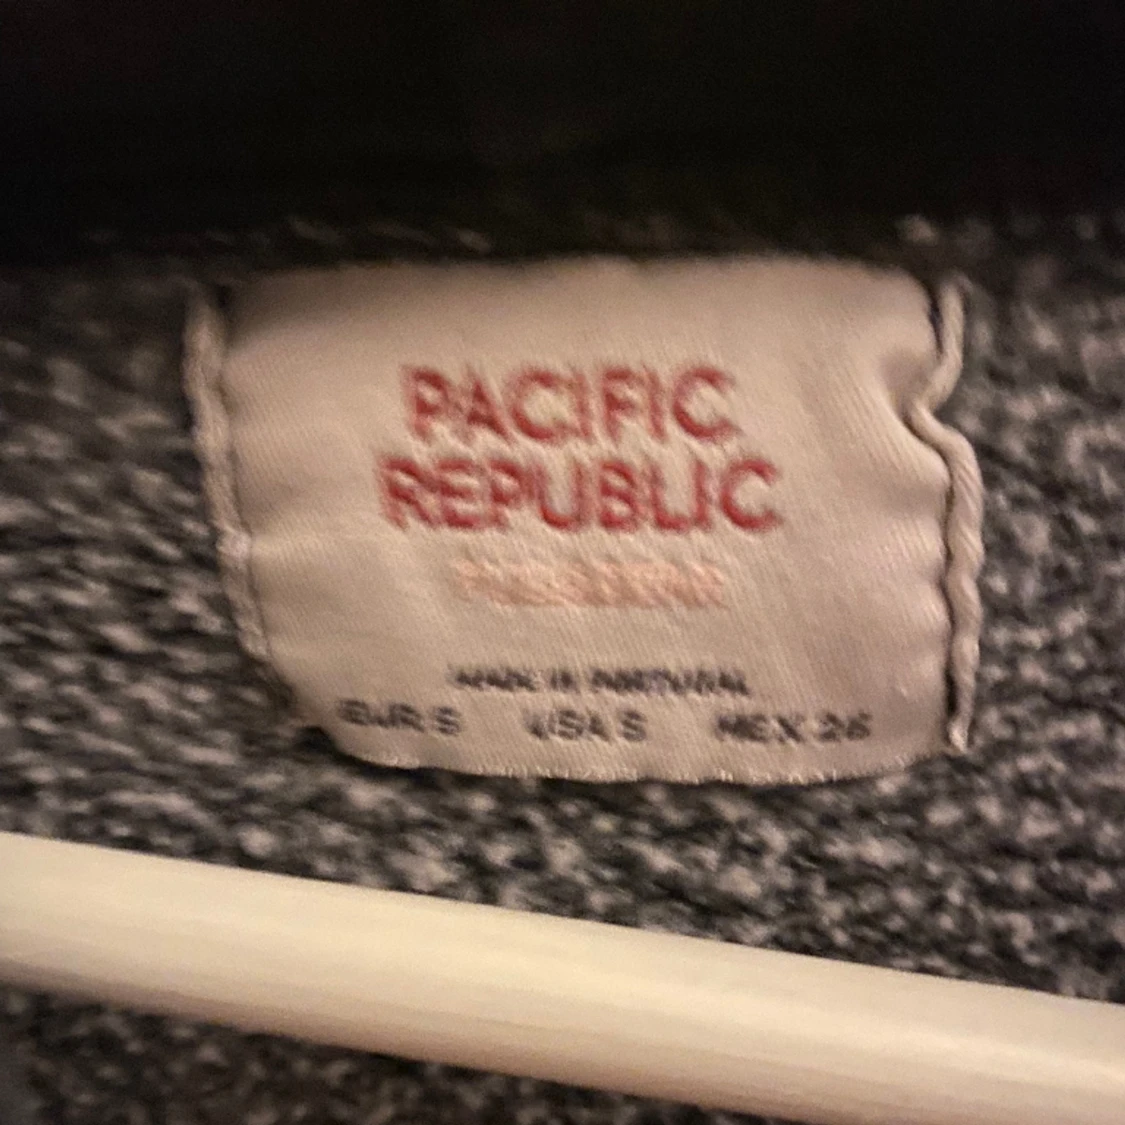 PACIFIC
REPUBLIC
MADE IN PORTUGAL
EUR S USA S MEX 26